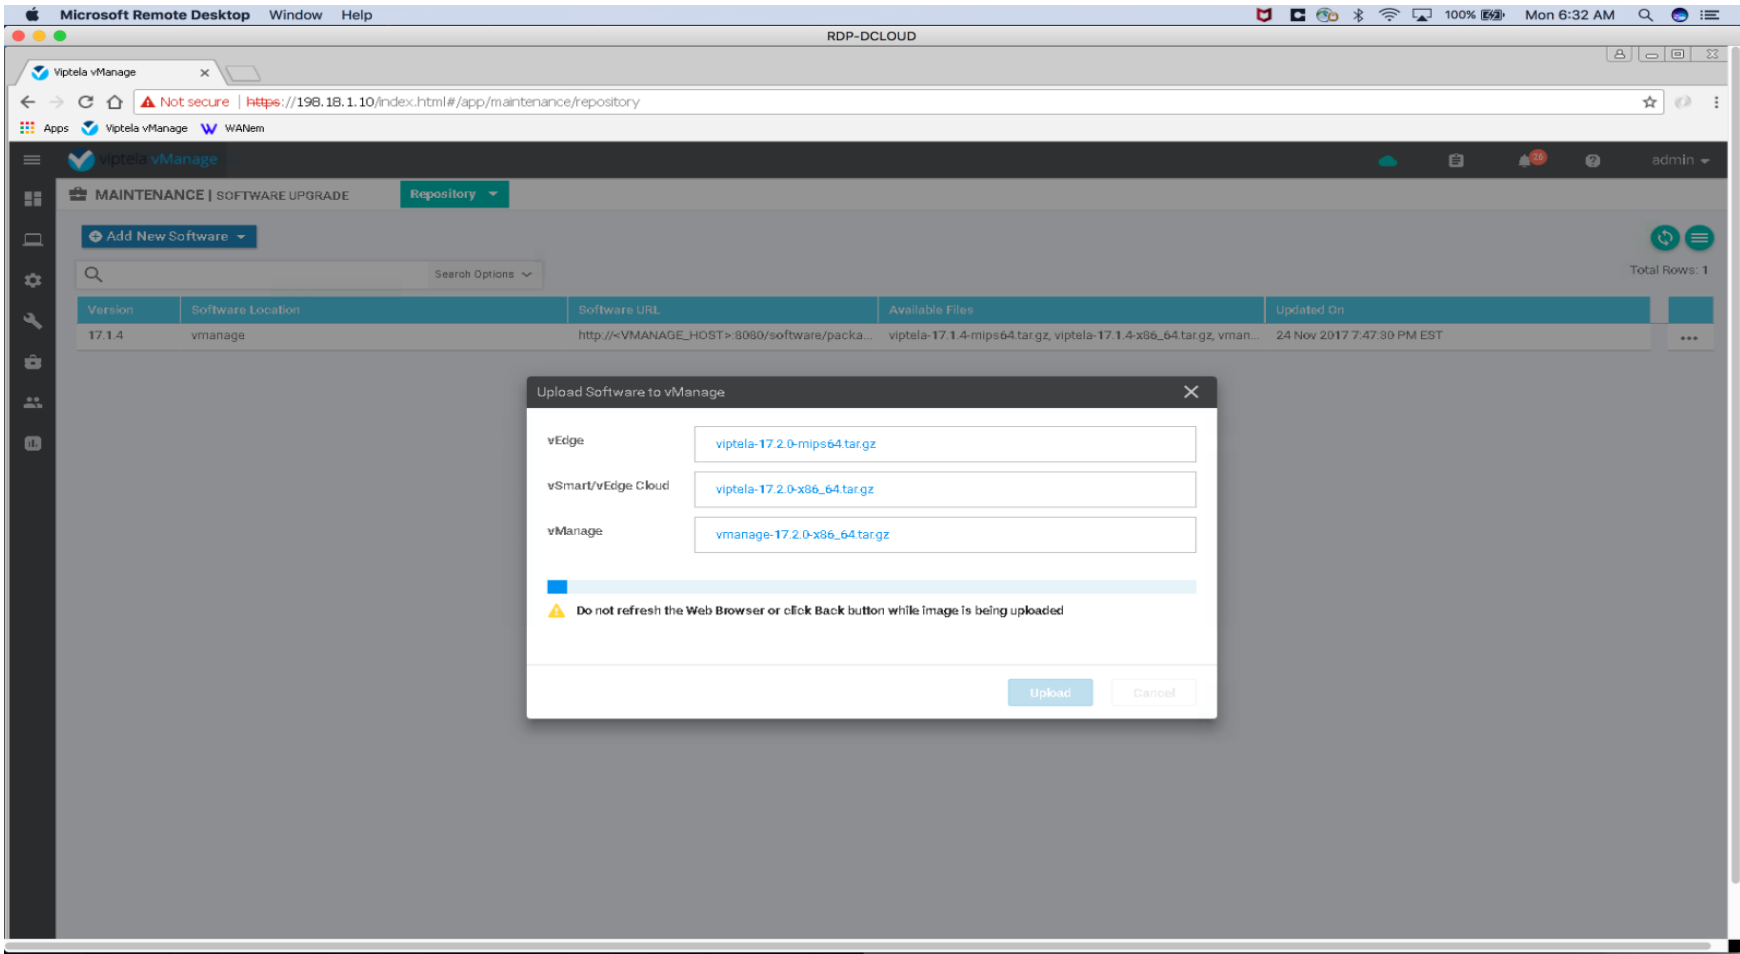 Microsoft Remote Desktop Window Help 100% Mon 6:32 AM
RDP-DCLOUD
Viptela vManage
Not secure | https://198.18.1.10/index.html#/app/maintenance/repository
Apps Viptela vManage WANem
viptela vManage 26 admin
MAINTENANCE | SOFTWARE UPGRADE Repository
Add New Software
Search Options Total Rows: 1
Version Software Location Software URL Available Files Updated On
17.1.4 vmanage http://<VMANAGE_HOST>:8080/software/packa... viptela-17.1.4-mips64.tar.gz, viptela-17.1.4-x86_64.tar.gz, vman... 24 Nov 2017 7:47:30 PM EST
Upload Software to vManage
vEdge viptela-17.2.0-mips64.tar.gz
vSmart/vEdge Cloud viptela-17.2.0-x86_64.tar.gz
vManage vmanage-17.2.0-x86_64.tar.gz
Do not refresh the Web Browser or click Back button while image is being uploaded
Upload Cancel